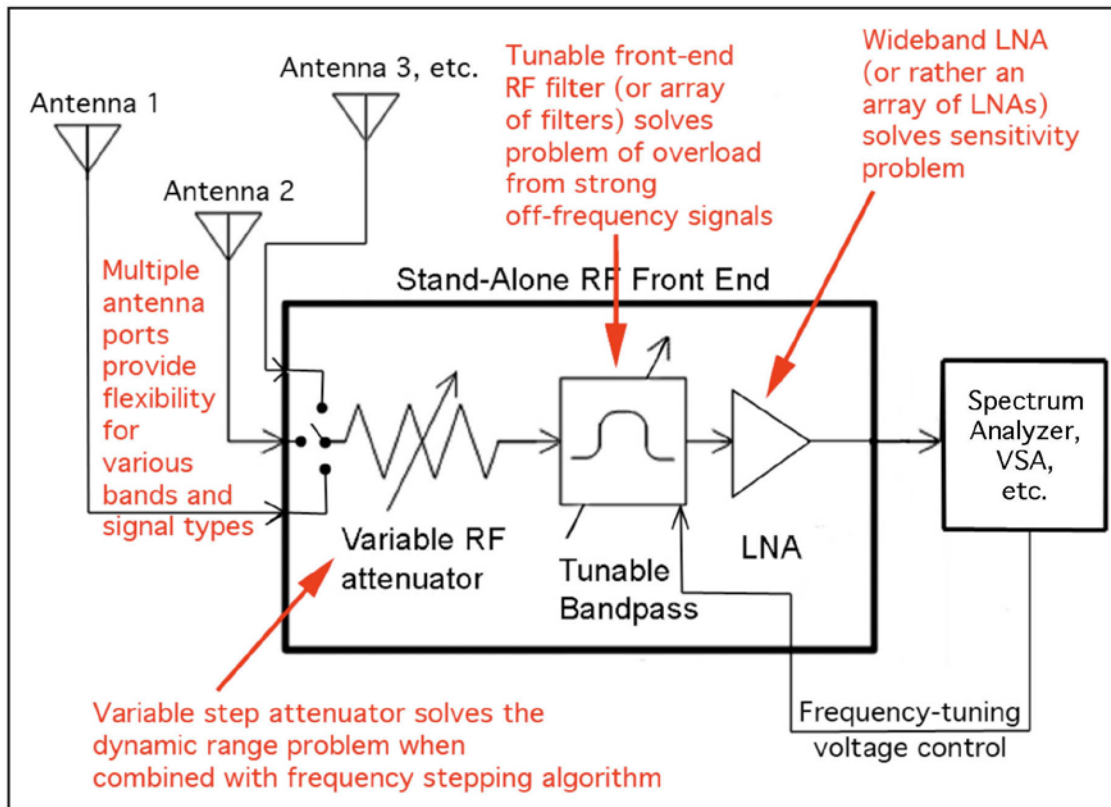 Antenna 1
Antenna 2
Antenna 3, etc.
Tunable front-end
RF filter (or array
of filters) solves
problem of overload
from strong
off-frequency signals
Wideband LNA
(or rather an
array of LNAs)
solves sensitivity
problem
Multiple
antenna
ports
provide
flexibility
for
various
bands and
signal types
Stand-Alone RF Front End
Variable RF
attenuator
Tunable
Bandpass
LNA
Spectrum
Analyzer,
VSA,
etc.
Frequency-tuning
voltage control
Variable step attenuator solves the
dynamic range problem when
combined with frequency stepping algorithm